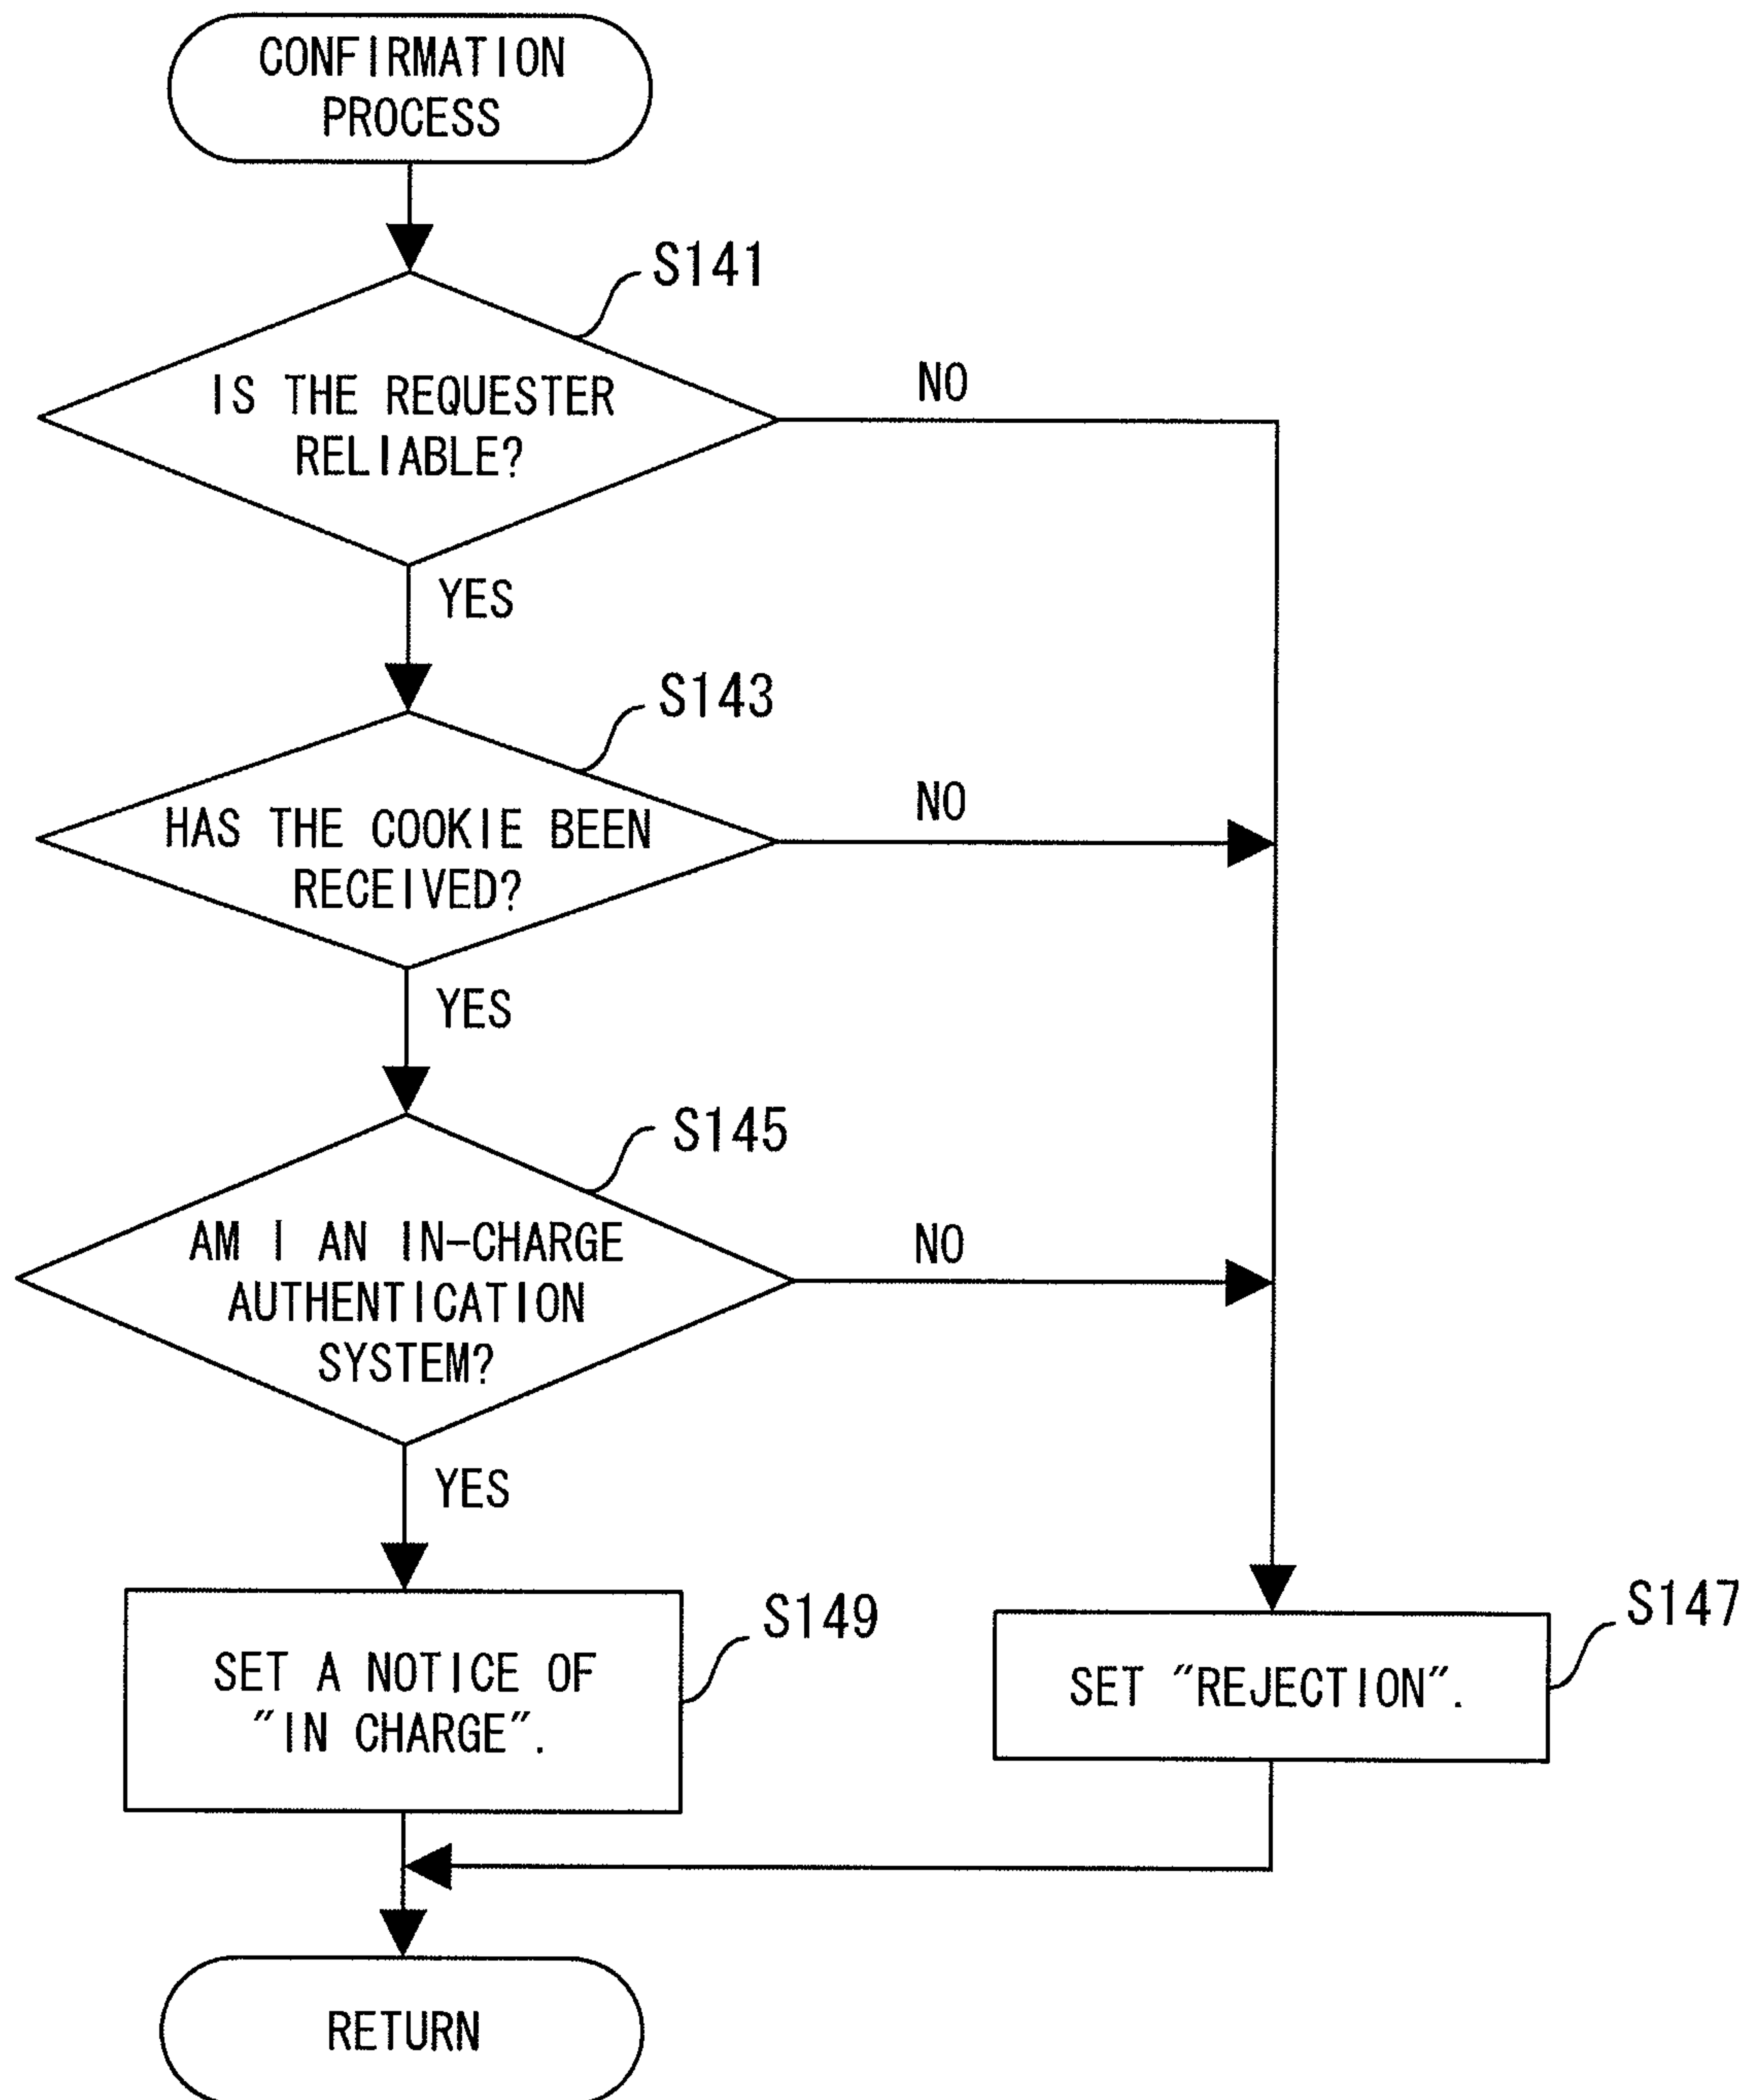 CONFIRMATION
PROCESS
S141
IS THE REQUESTER
RELIABLE?
NO
YES
S143
HAS THE COOKIE BEEN
RECEIVED?
NO
YES
S145
AM I AN IN-CHARGE
AUTHENTICATION
SYSTEM?
NO
YES
S149
SET A NOTICE OF
"IN CHARGE".
S147
SET "REJECTION".
RETURN